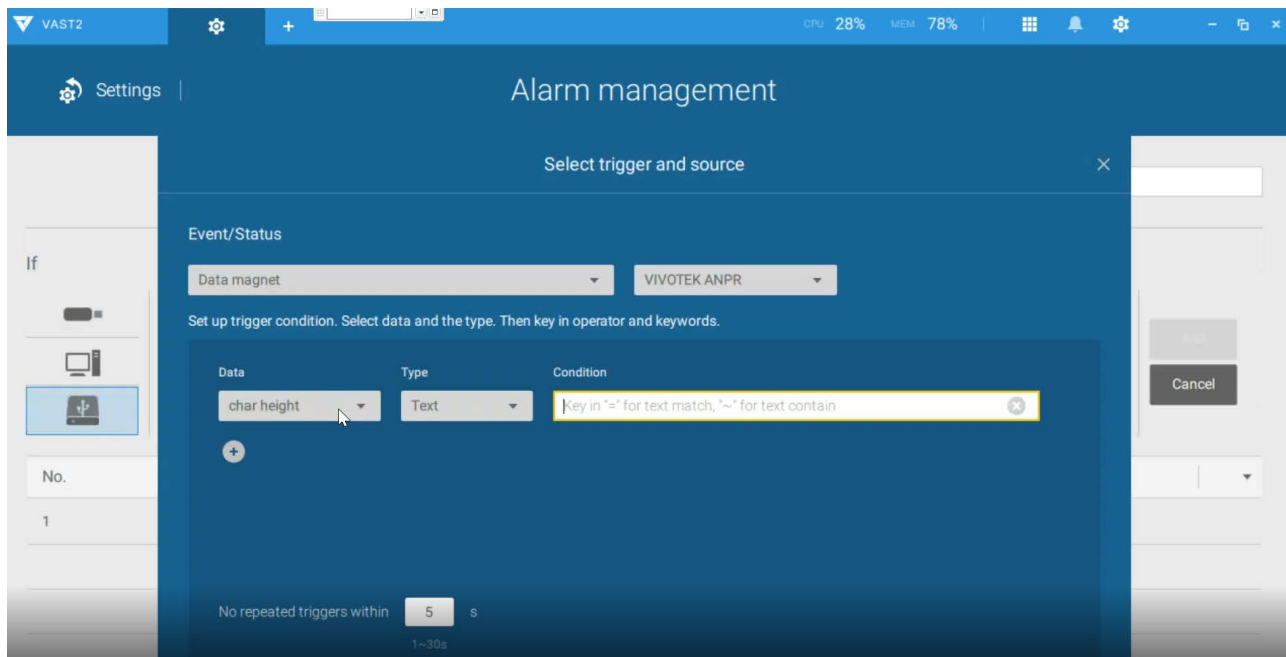 VAST2
+
CPU 28% MEM 78%
Settings
Alarm management
Select trigger and source
Event/Status
If
Data magnet
VIVOTEK ANPR
Set up trigger condition. Select data and the type. Then key in operator and keywords.
Data Type Condition
char height Text Key in "=" for text match, "~" for text contain
Cancel
No.
1
No repeated triggers within 5 s
1~30s